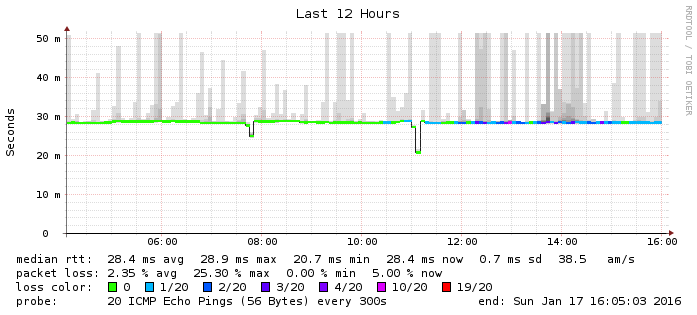 Last 12 Hours
RRDTOOL / TOBI OETIKER
Seconds
50 m
40 m
30 m
20 m
10 m
0
06:00 08:00 10:00 12:00 14:00 16:00
median rtt: 28.4 ms avg 28.9 ms max 20.7 ms min 28.4 ms now 0.7 ms sd 38.5 am/s
packet loss: 2.35 % avg 25.30 % max 0.00 % min 5.00 % now
loss color: 0 1/20 2/20 3/20 4/20 10/20 19/20
probe: 20 ICMP Echo Pings (56 Bytes) every 300s end: Sun Jan 17 16:05:03 2016